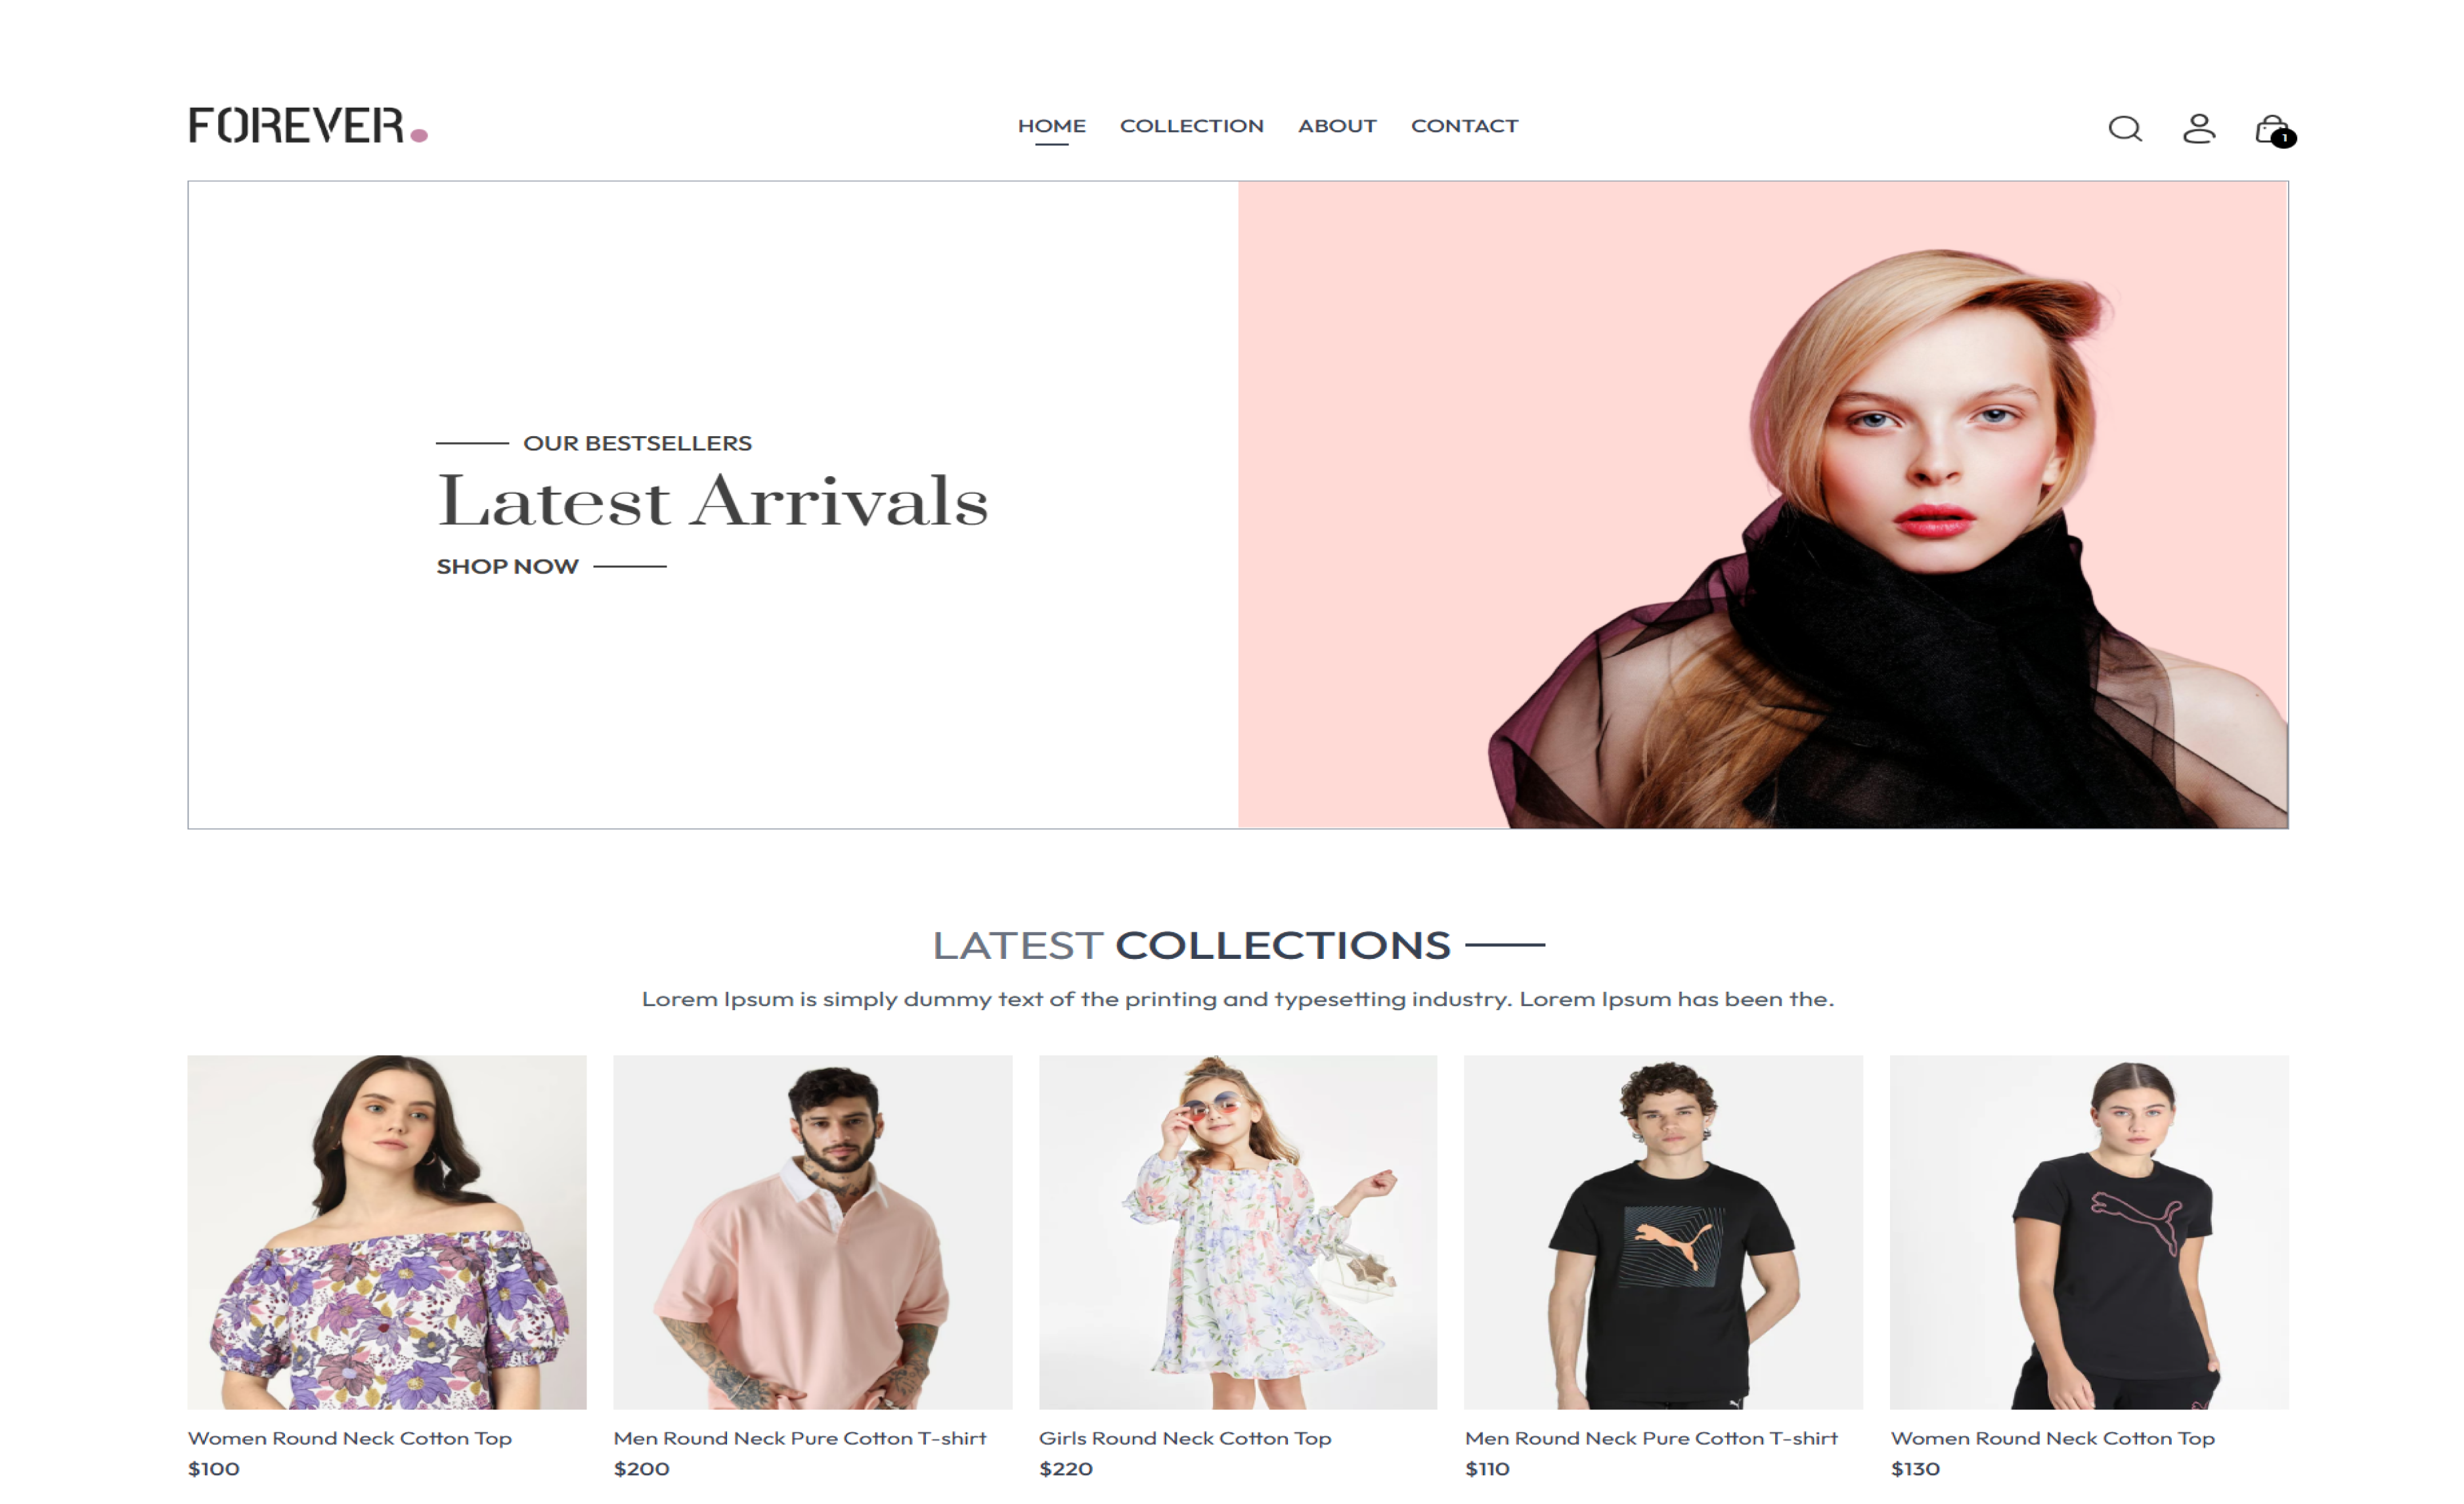 FOREVER.
HOME COLLECTION ABOUT CONTACT
1
OUR BESTSELLERS
Latest Arrivals
SHOP NOW
LATEST COLLECTIONS
Lorem Ipsum is simply dummy text of the printing and typesetting industry. Lorem Ipsum has been the.
Women Round Neck Cotton Top
$100
Men Round Neck Pure Cotton T-shirt
$200
Girls Round Neck Cotton Top
$220
Men Round Neck Pure Cotton T-shirt
$110
Women Round Neck Cotton Top
$130